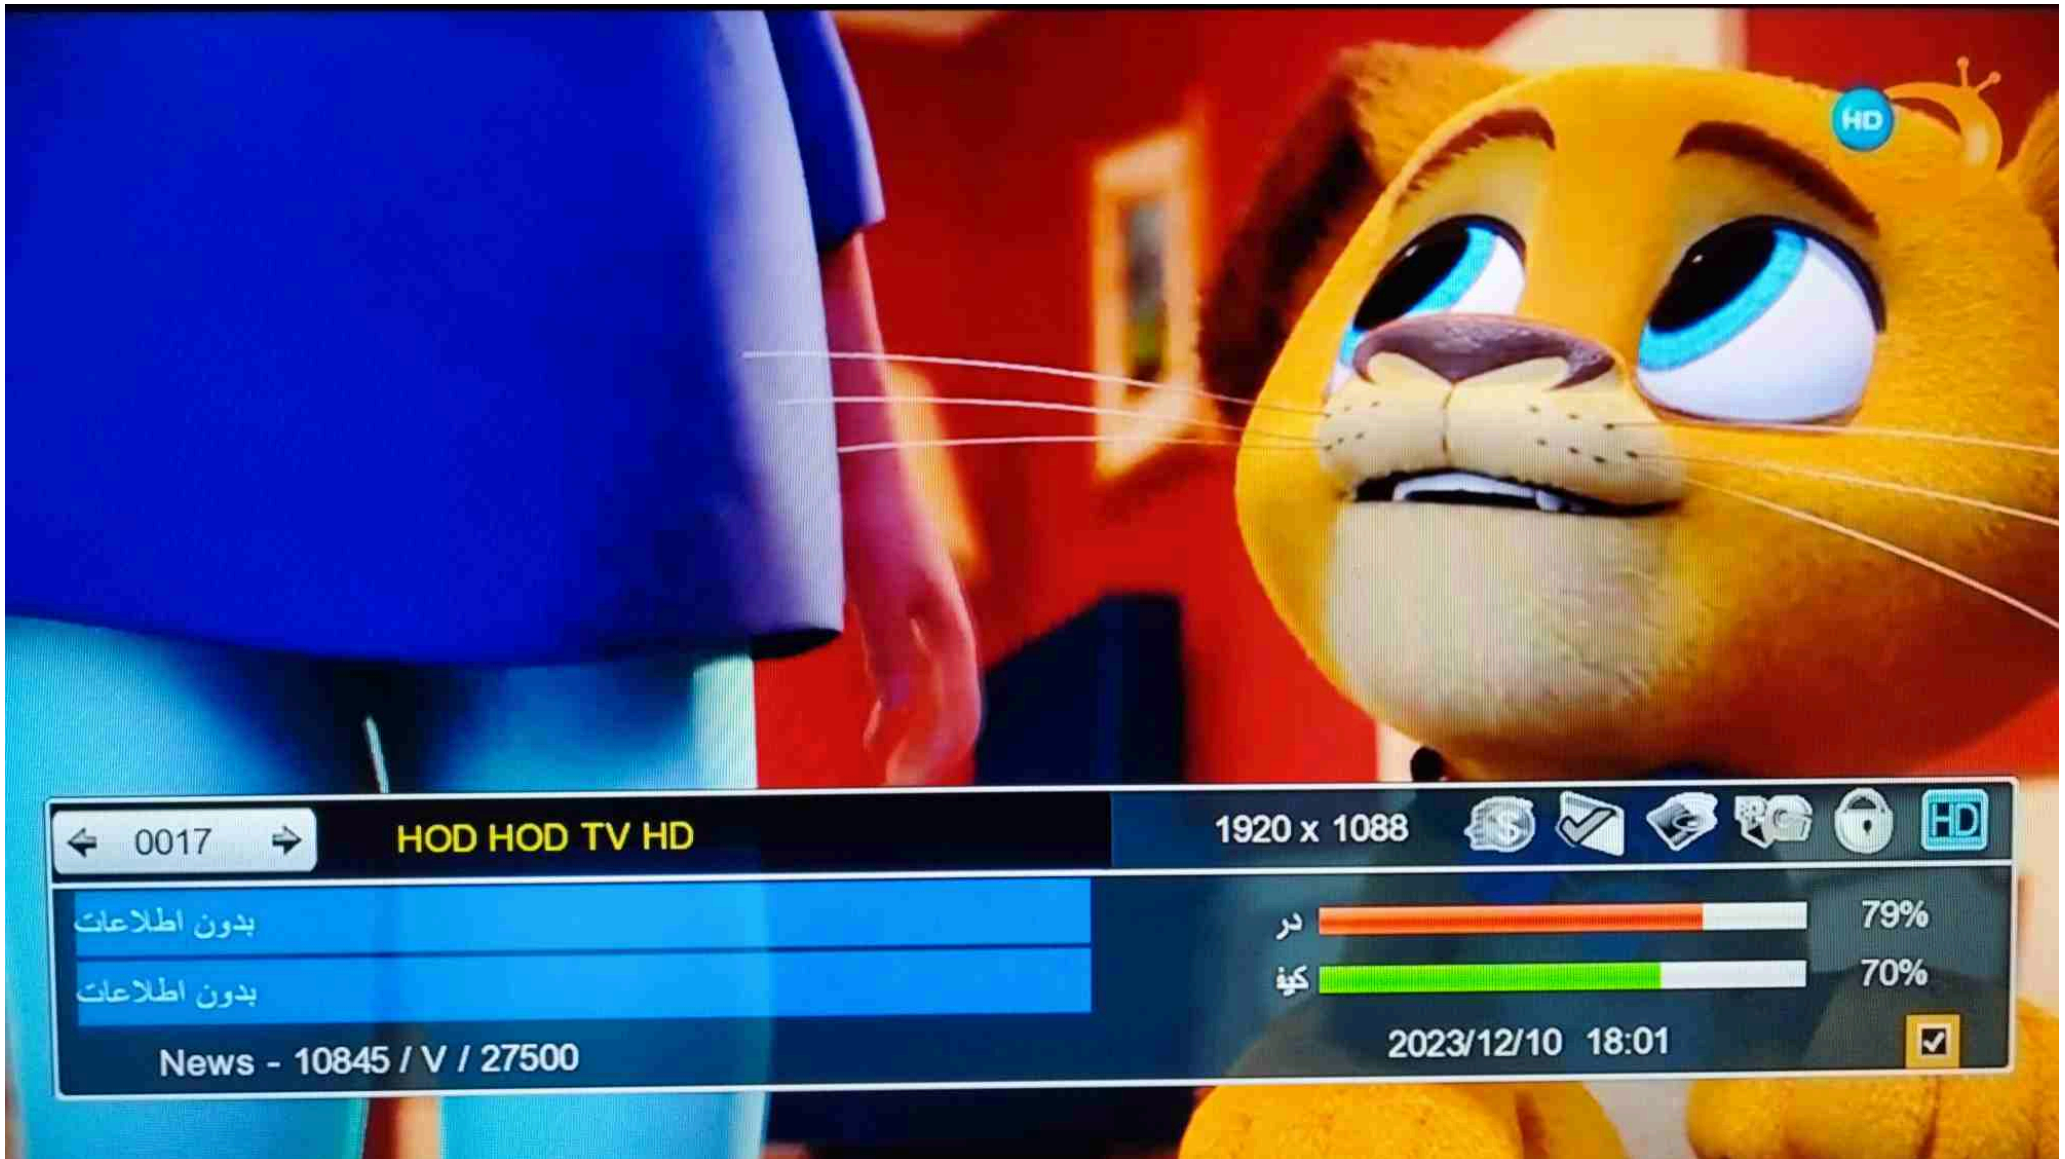 HD
0017 HOD HOD TV HD 1920 x 1088 HD
بدون اطلاعات
در 79%
بدون اطلاعات
کیف 70%
News - 10845 / V / 27500 2023/12/10 18:01